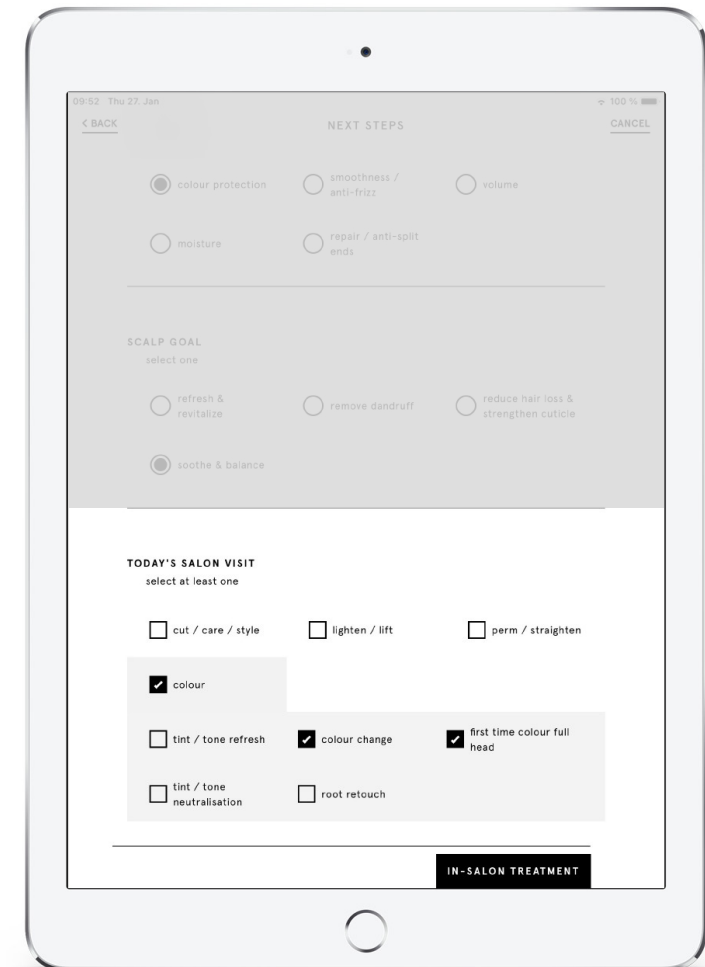 09:52 Thu 27. Jan
100 %
< BACK
NEXT STEPS
CANCEL
colour protection
smoothness /
anti-frizz
volume
moisture
repair / anti-split
ends
SCALP GOAL
select one
refresh &
revitalize
remove dandruff
reduce hair loss &
strengthen cuticle
soothe & balance
TODAY'S SALON VISIT
select at least one
cut / care / style
lighten / lift
perm / straighten
colour
tint / tone refresh
colour change
first time colour full
head
tint / tone
neutralisation
root retouch
IN-SALON TREATMENT